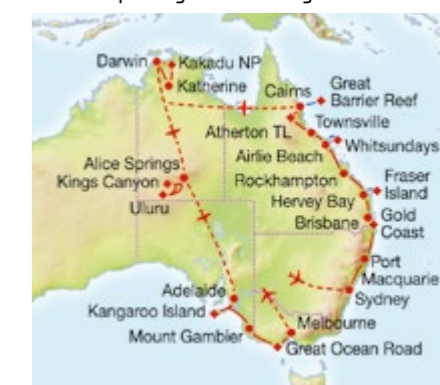 Darwin
Kakadu NP
Katherine
Cairns
Great
Barrier Reef
Atherton TL
Townsville
Airlie Beach
Whitsundays
Alice Springs
Kings Canyon
Rockhampton
Fraser
Island
Uluru
Hervey Bay
Brisbane
Gold
Coast
Port
Macquarie
Adelaide
Sydney
Kangaroo Island
Mount Gambier
Melbourne
Great Ocean Road